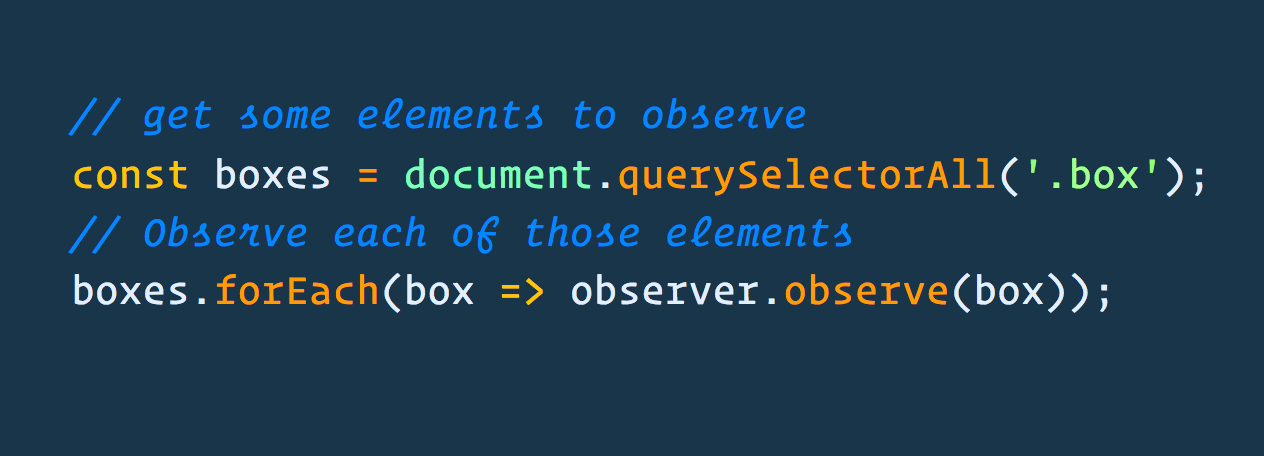 // get some elements to observe
const boxes = document.querySelectorAll('.box');
// Observe each of those elements
boxes.forEach(box => observer.observe(box));